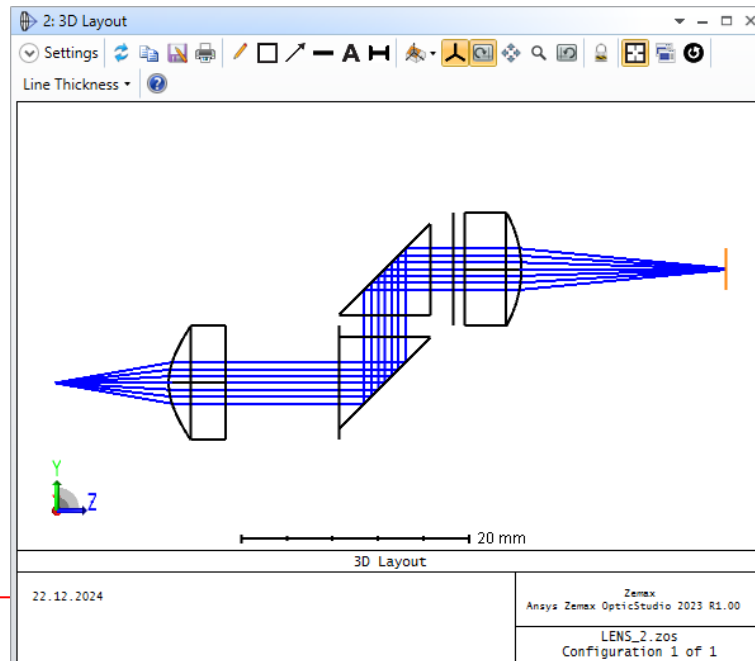 2: 3D Layout
Settings
A
Line Thickness
?
Y
Z
20 mm
3D Layout
22.12.2024
Zemax
Ansys Zemax OpticStudio 2023 R1.00
LENS_2.zos
Configuration 1 of 1